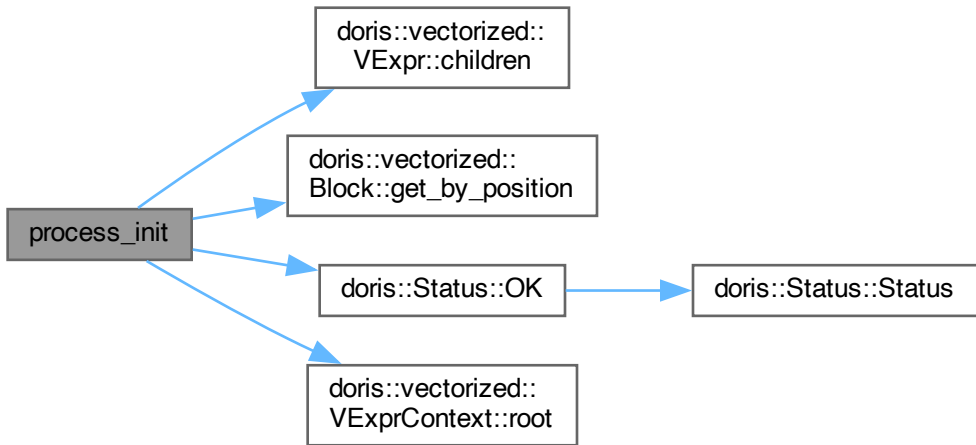 doris::vectorized::
VExpr::children
doris::vectorized::
Block::get_by_position
process_init
doris::Status::OK
doris::Status::Status
doris::vectorized::
VExprContext::root